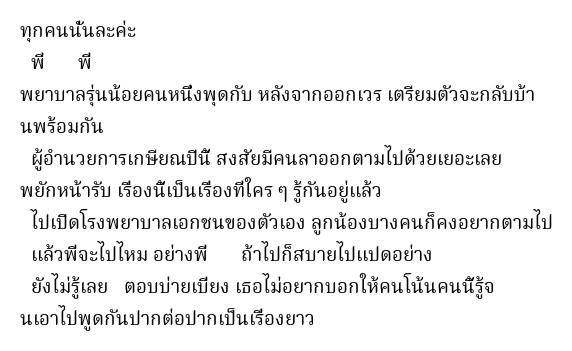 ทุกคนนั่นละค่ะ
พี่ พี่
พยาบาลรุ่นน้อยคนหนึ่งพูดกับ หลังจากออกเวร เตรียมตัวจะกลับบ้า
นพร้อมกัน
ผู้อำนวยการเกษียณปีนี้ สงสัยมีคนลาออกตามไปด้วยเยอะเลย
พยักหน้ารับ เรื่องนี้เป็นเรื่องที่ใคร ๆ รู้กันอยู่แล้ว
ไปเปิดโรงพยาบาลเอกชนของตัวเอง ลูกน้องบางคนก็คงอยากตามไป
แล้วพี่จะไปไหม อย่างพี่ ถ้าไปก็สบายไปแปดอย่าง
ยังไม่รู้เลย ตอบบ่ายเบี่ยง เธอไม่อยากบอกให้คนโน้นคนนี้รู้จ
นเอาไปพูดกันปากต่อปากเป็นเรื่องยาว